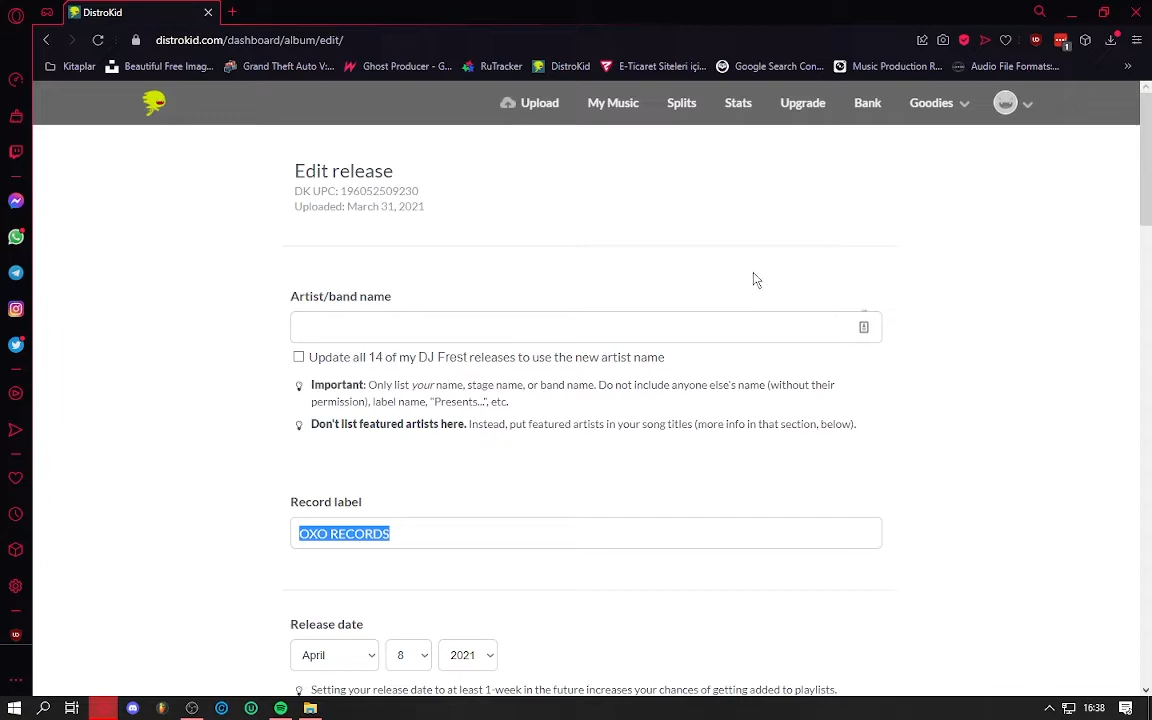 DistroKid
distrokid.com/dashboard/album/edit/
1
Kitaplar
Beautiful Free Imag...
Grand Theft Auto V:...
Ghost Producer - G...
RuTracker
DistroKid
E-Ticaret Siteleri içi...
Google Search Con...
Music Production R...
Audio File Formats:...
Upload
My Music
Splits
Stats
Upgrade
Bank
Goodies
Edit release
DK UPC: 196052509230
Uploaded: March 31, 2021
Artist/band name
Update all 14 of my DJ Frest releases to use the new artist name
Important: Only list your name, stage name, or band name. Do not include anyone else's name (without their
permission), label name, "Presents...", etc.
Don't list featured artists here. Instead, put featured artists in your song titles (more info in that section, below).
Record label
OXO RECORDS
Release date
April 8 2021
Setting your release date to at least 1-week in the future increases your chances of getting added to playlists.
16:38